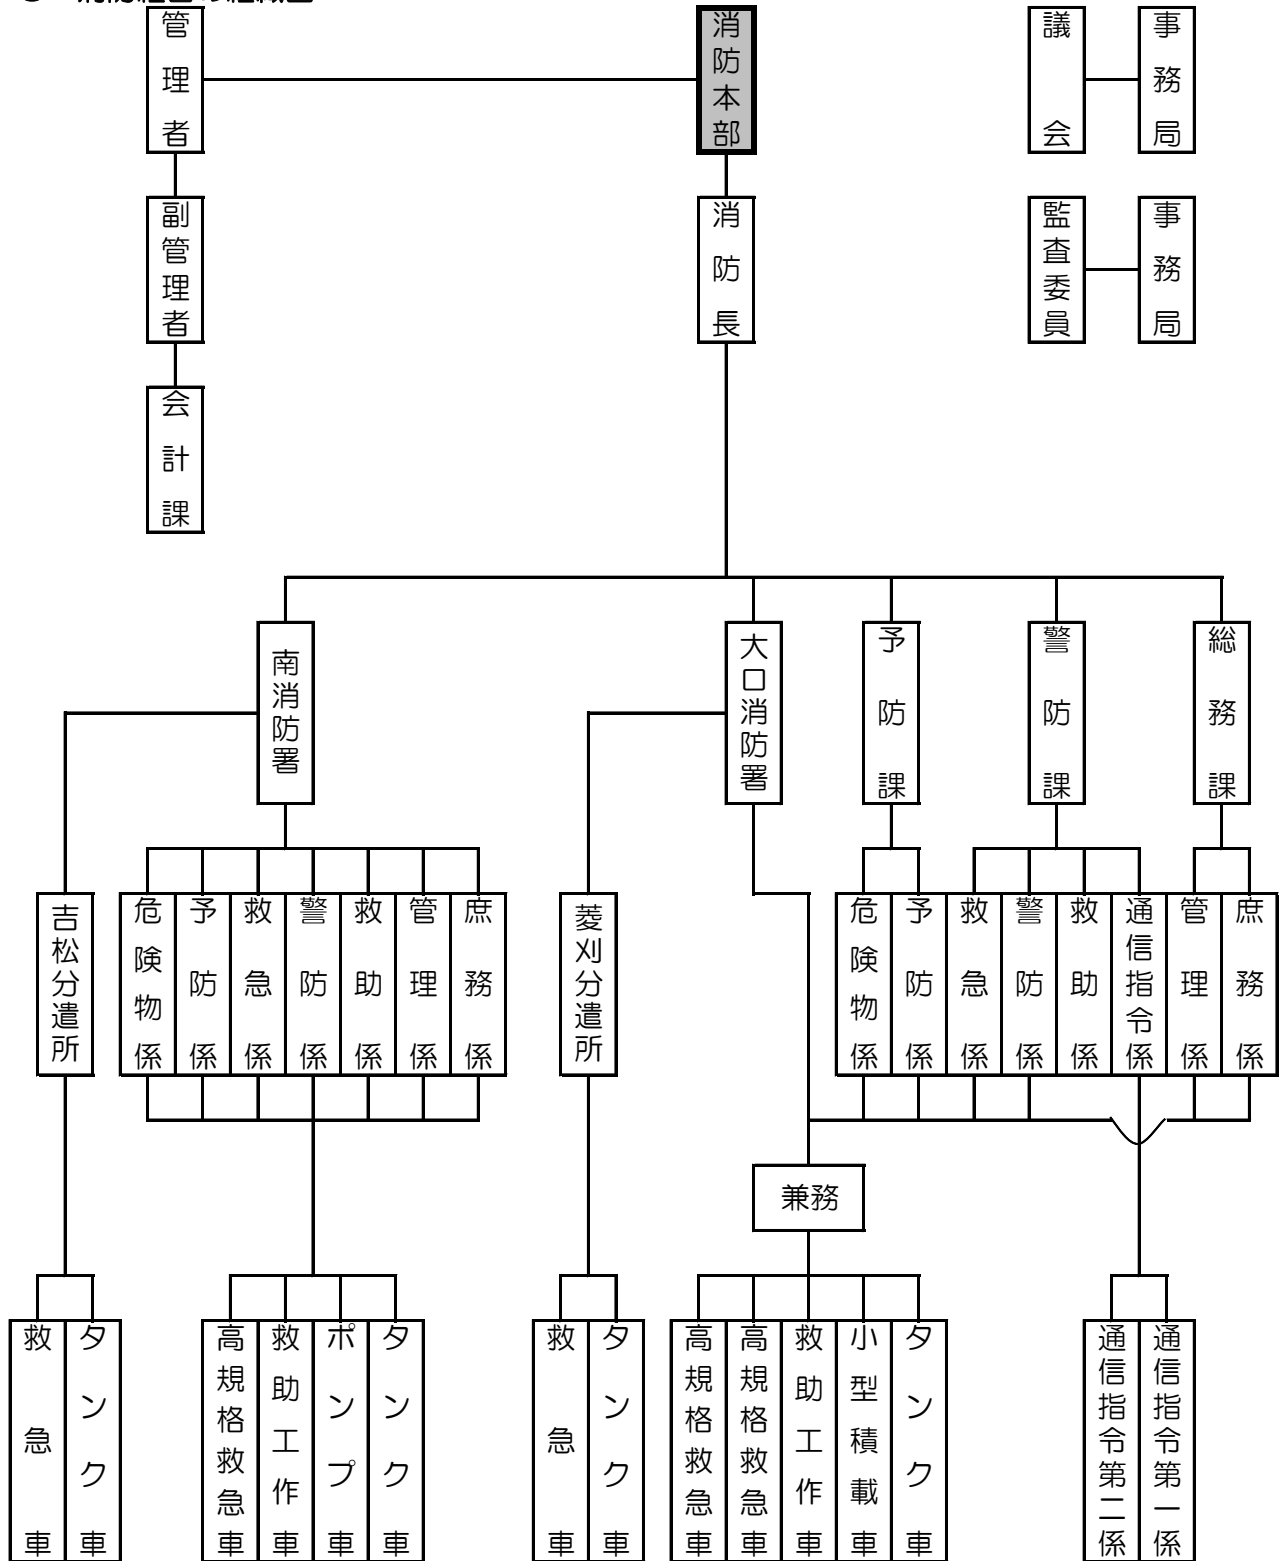 管理者
消防本部
議会
事務局
副管理者
消防長
監査委員
事務局
会計課
南消防署
大口消防署
予防課
警防課
総務課
吉松分遣所
危険物係
予防係
救急係
警防係
救助係
管理係
庶務係
菱刈分遣所
危険物係
予防係
救急係
警防係
救助係
通信指令係
管理係
庶務係
兼務
救急車
タンク車
高規格救急車
救助工作車
ポンプ車
タンク車
救急車
タンク車
高規格救急車
高規格救急車
救助工作車
小型積載車
タンク車
通信指令第二係
通信指令第一係